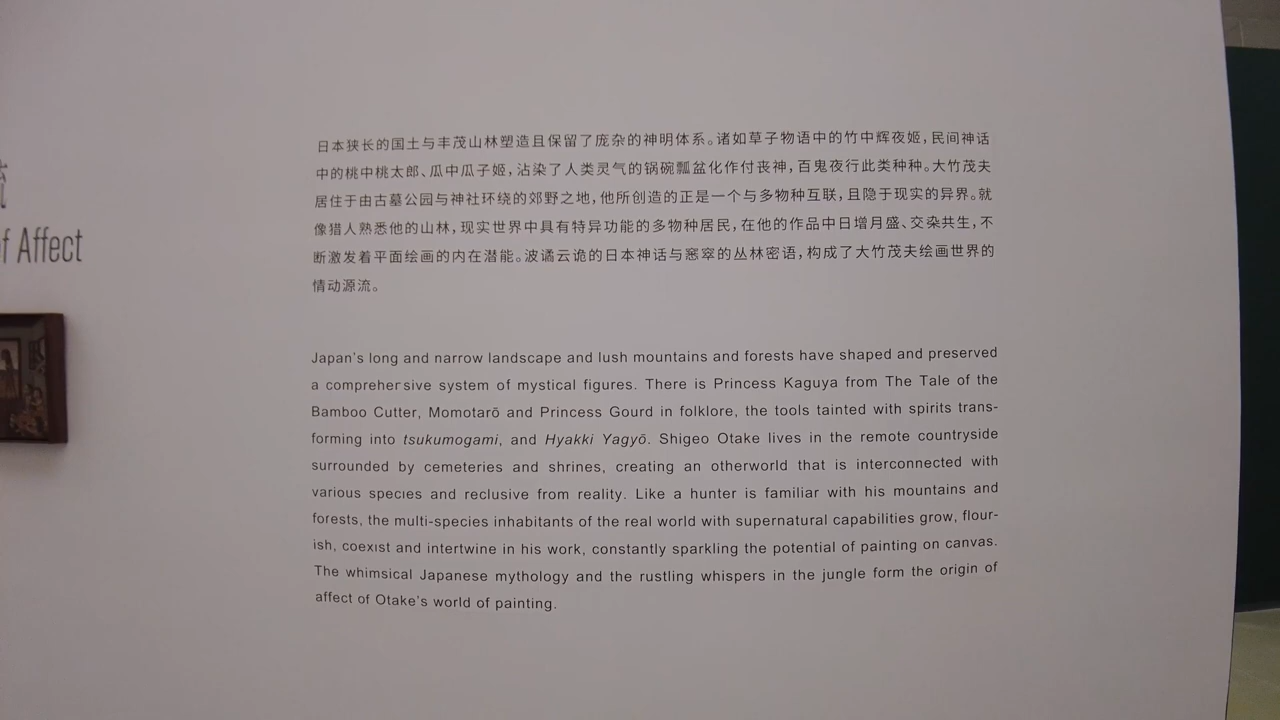 流
of Affect
日本狭长的国土与丰茂山林塑造且保留了庞杂的神明体系。诸如草子物语中的竹中辉夜姬，民间神话
中的桃中桃太郎、瓜中瓜子姬，沾染了人类灵气的锅碗瓢盆化作付丧神，百鬼夜行此类种种。大竹茂夫
居住于由古墓公园与神社环绕的郊野之地，他所创造的正是一个与多物种互联，且隐于现实的异界。就
像猎人熟悉他的山林，现实世界中具有特异功能的多物种居民，在他的作品中日增月盛、交染共生，不
断激发着平面绘画的内在潜能。波谲云诡的日本神话与窸窣的丛林密语，构成了大竹茂夫绘画世界的
情动源流。
Japan's long and narrow landscape and lush mountains and forests have shaped and preserved
a comprehensive system of mystical figures. There is Princess Kaguya from The Tale of the
Bamboo Cutter, Momotarō and Princess Gourd in folklore, the tools tainted with spirits trans-
forming into tsukumogami, and Hyakki Yagyō. Shigeo Otake lives in the remote countryside
surrounded by cemeteries and shrines, creating an otherworld that is interconnected with
various species and reclusive from reality. Like a hunter is familiar with his mountains and
forests, the multi-species inhabitants of the real world with supernatural capabilities grow, flour-
ish, coexist and intertwine in his work, constantly sparkling the potential of painting on canvas.
The whimsical Japanese mythology and the rustling whispers in the jungle form the origin of
affect of Otake's world of painting.